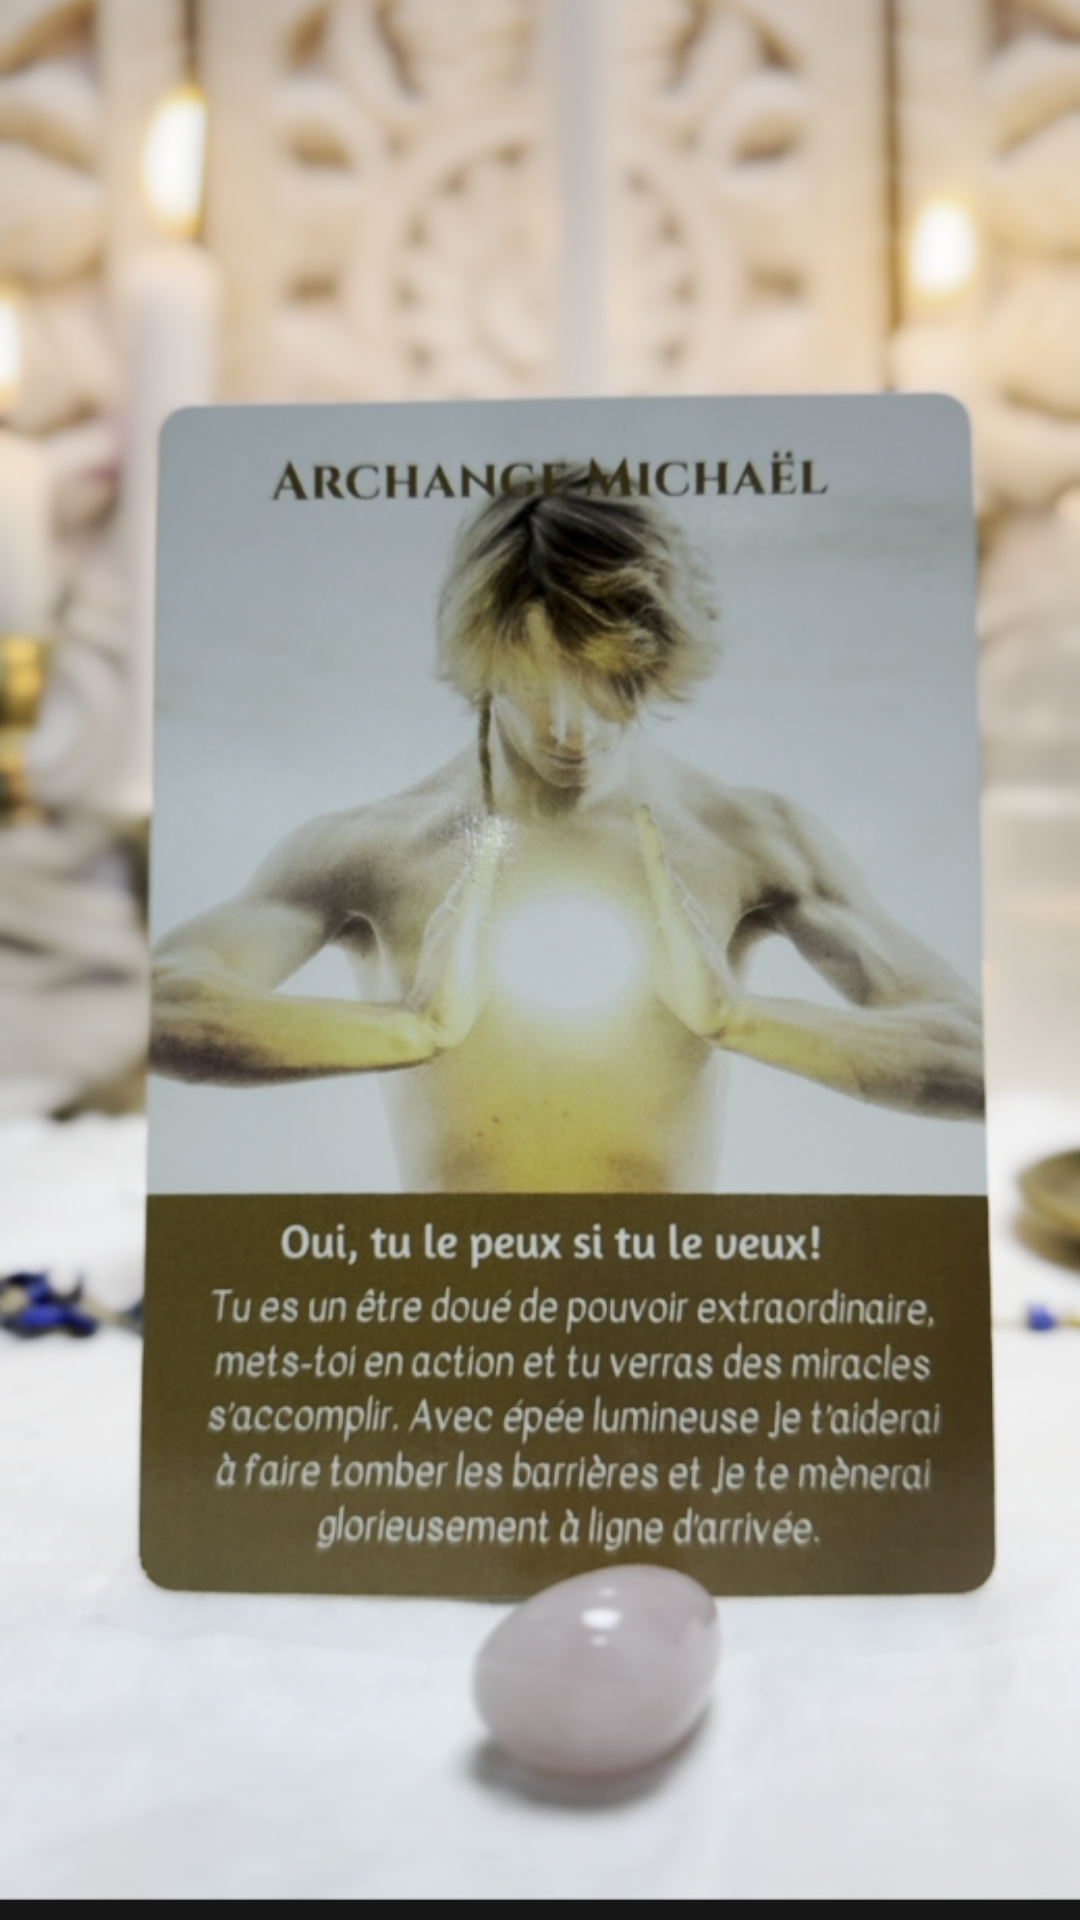 ARCHANGE MICHAËL
Oui, tu le peux si tu le veux!
Tu es un être doué de pouvoir extraordinaire,
mets-toi en action et tu verras des miracles
s'accomplir. Avec épée lumineuse Je t'aiderai
à faire tomber les barrières et Je te mènerai
glorieusement à ligne d'arrivée.